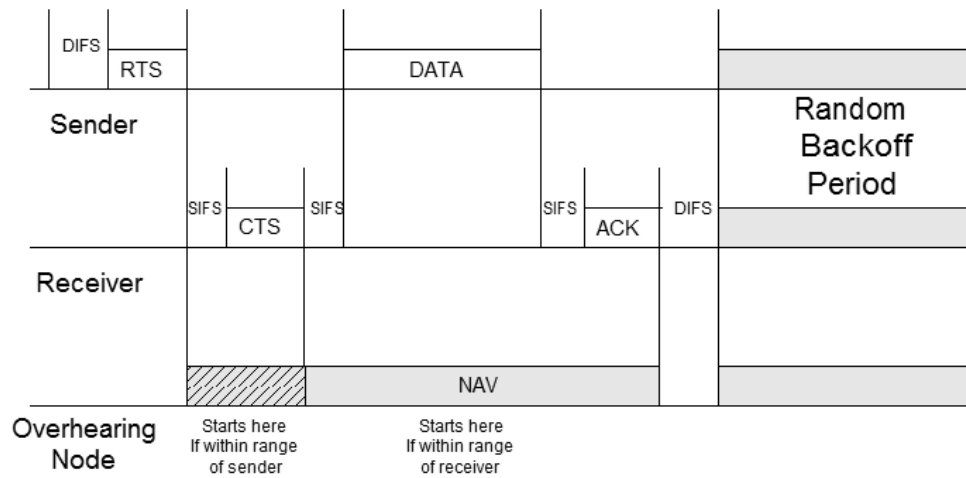 DIFS
RTS
DATA
Sender
Random
Backoff
Period
SIFS
CTS
SIFS
SIFS
ACK
DIFS
Receiver
NAV
Overhearing
Node
Starts here
If within range
of sender
Starts here
If within range
of receiver